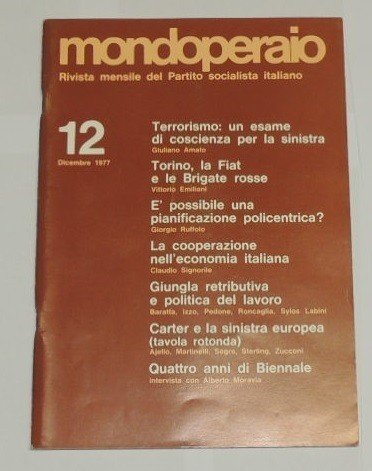 mondoperaio
Rivista mensile del Partito socialista italiano
12
Dicembre 1977
Terrorismo: un esame
di coscienza per la sinistra
Giuliano Amato
Torino, la Fiat
e le Brigate rosse
Vittorio Emiliani
E' possibile una
pianificazione policentrica?
Giorgio Ruffolo
La cooperazione
nell'economia italiana
Claudio Signorile
Giungla retributiva
e politica del lavoro
Baratta, Izzo, Pedone, Roncaglia, Sylos Labini
Carter e la sinistra europea
(tavola rotonda)
Ajello, Martinelli, Segre, Sterling, Zucconi
Quattro anni di Biennale
intervista con Alberto Moravia